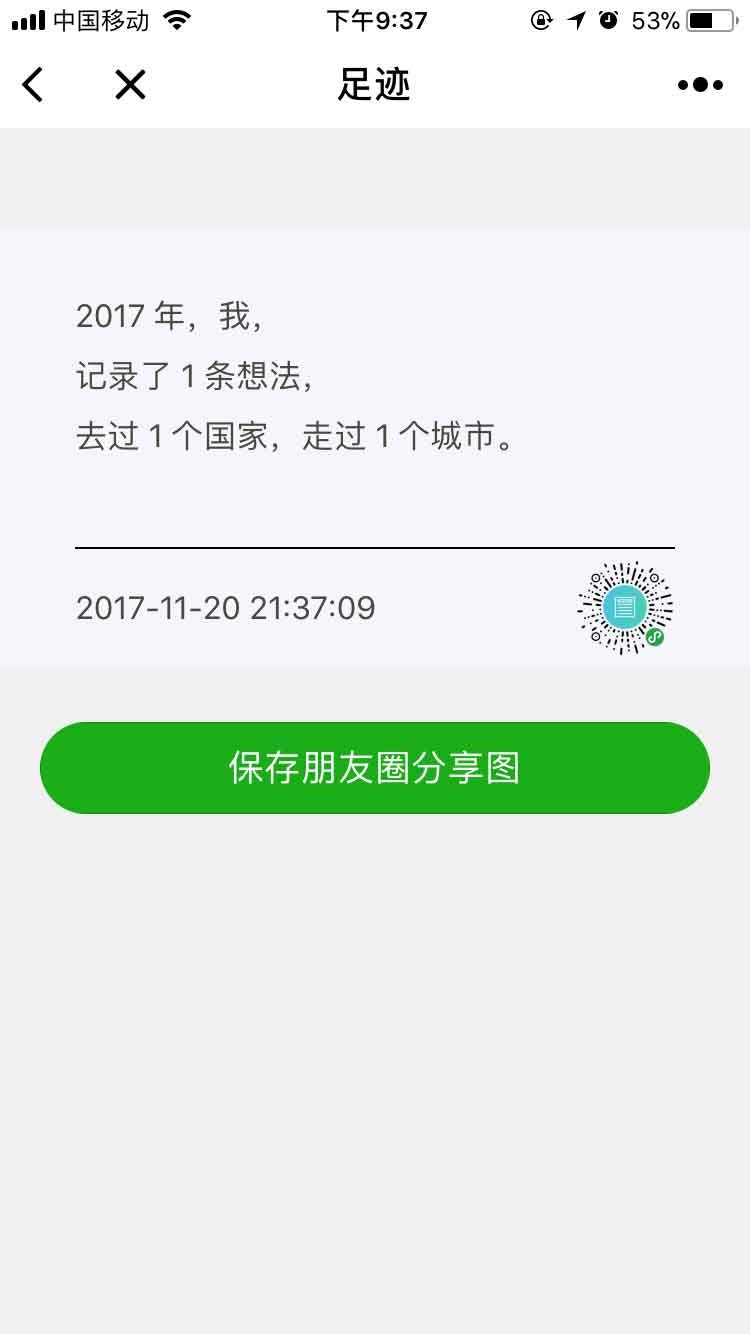 中国移动 下午9:37 53%
足迹
2017 年，我，
记录了 1 条想法，
去过 1 个国家，走过 1 个城市。
2017-11-20 21:37:09
保存朋友圈分享图